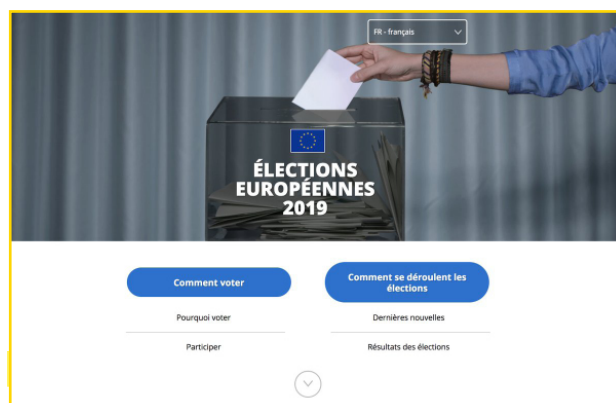 FR - français
ÉLECTIONS
EUROPÉENNES
2019
Comment voter
Comment se déroulent les
élections
Pourquoi voter
Dernières nouvelles
Participer
Résultats des élections